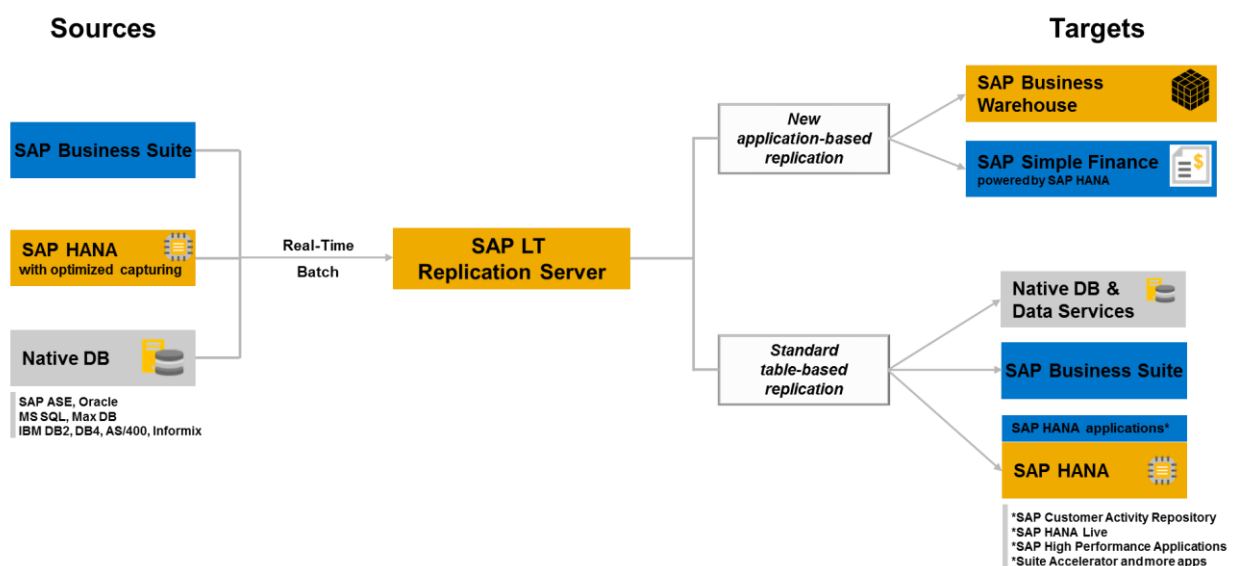 Sources
Targets
SAP Business Suite
SAP HANA
with optimized capturing
Native DB
SAP ASE, Oracle
MS SQL, Max DB
IBM DB2, DB4, AS/400, Informix
Real-Time
Batch
SAP LT
Replication Server
New
application-based
replication
Standard
table-based
replication
SAP Business
Warehouse
SAP Simple Finance
powered by SAP HANA
$
Native DB &
Data Services
SAP Business Suite
SAP HANA applications*
SAP HANA
*SAP Customer Activity Repository
*SAP HANA Live
*SAP High Performance Applications
*Suite Accelerator and more apps